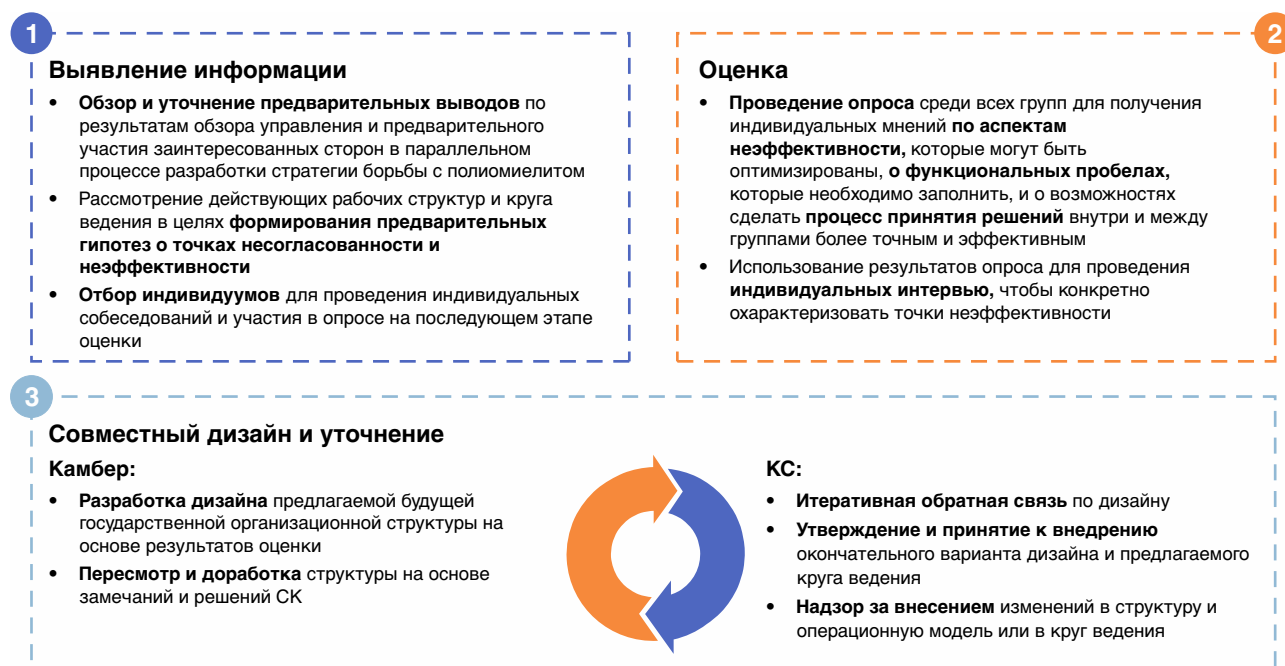 1
Выявление информации
• Обзор и уточнение предварительных выводов по
результатам обзора управления и предварительного
участия заинтересованных сторон в параллельном
процессе разработки стратегии борьбы с полиомиелитом
• Рассмотрение действующих рабочих структур и круга
ведения в целях формирования предварительных
гипотез о точках несогласованности и
неэффективности
• Отбор индивидуумов для проведения индивидуальных
собеседований и участия в опросе на последующем этапе
оценки
2
Оценка
• Проведение опроса среди всех групп для получения
индивидуальных мнений по аспектам
неэффективности, которые могут быть
оптимизированы, о функциональных пробелах,
которые необходимо заполнить, и о возможностях
сделать процесс принятия решений внутри и между
группами более точным и эффективным
• Использование результатов опроса для проведения
индивидуальных интервью, чтобы конкретно
охарактеризовать точки неэффективности
3
Совместный дизайн и уточнение
Камбер:
• Разработка дизайна предлагаемой будущей
государственной организационной структуры на
основе результатов оценки
• Пересмотр и доработка структуры на основе
замечаний и решений СК
КС:
• Итеративная обратная связь по дизайну
• Утверждение и принятие к внедрению
окончательного варианта дизайна и предлагаемого
круга ведения
• Надзор за внесением изменений в структуру и
операционную модель или в круг ведения